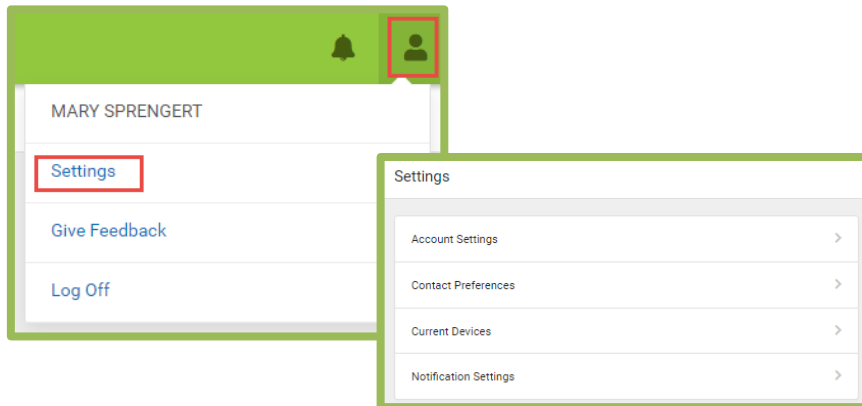 MARY SPRENGERT
Settings
Give Feedback
Log Off
Settings
Account Settings
Contact Preferences
Current Devices
Notification Settings